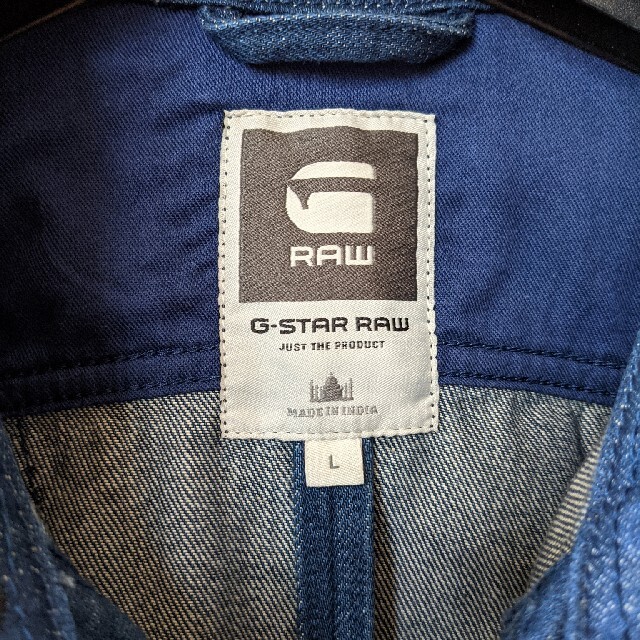 RAW
G-STAR RAW
JUST THE PRODUCT
MADE IN INDIA
L